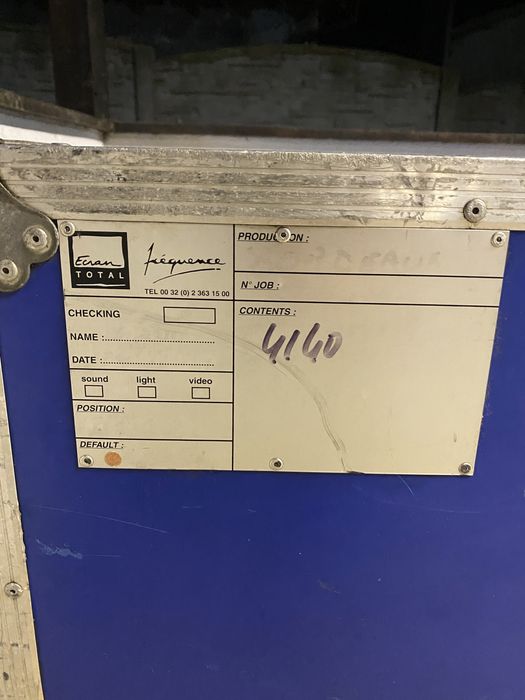 Ecran
TOTAL
fréquence
TEL 00 32 (0) 2 363 15 00
CHECKING
NAME :
DATE :
sound light video
POSITION :
DEFAULT :
PRODUCTION :
N° JOB :
CONTENTS :
4140